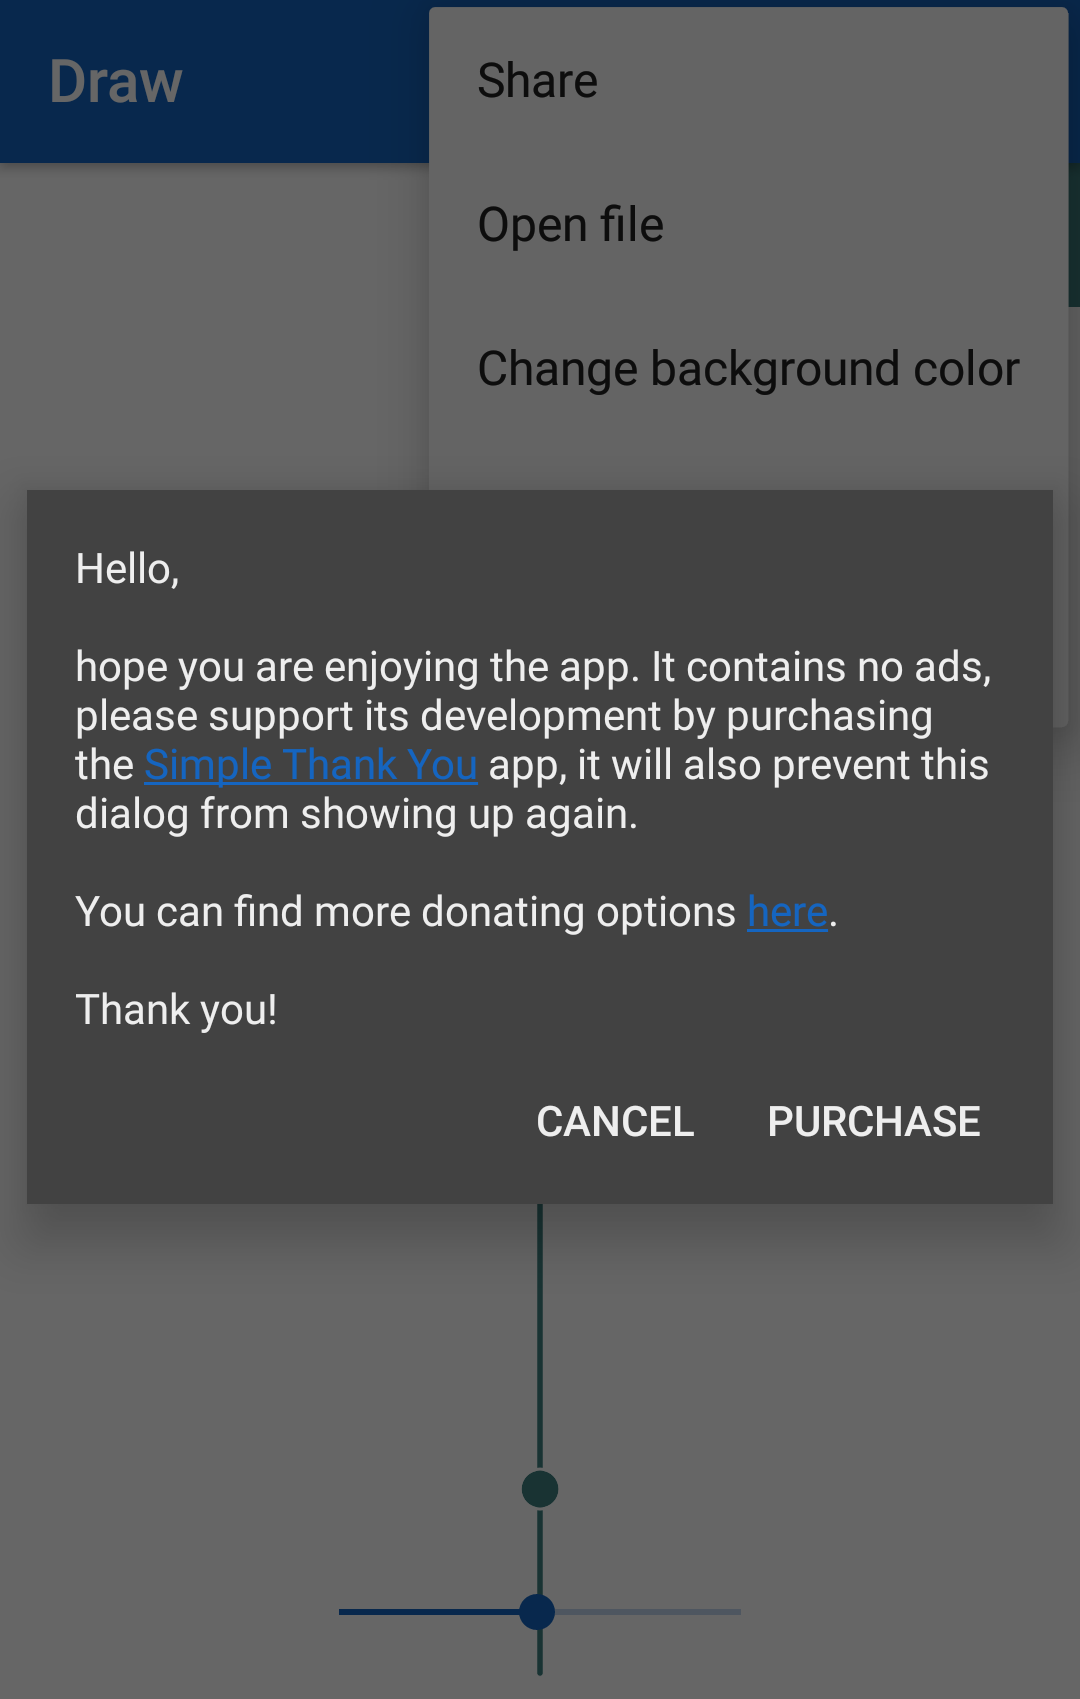 Draw
Share
Open file
Change background color
Hello,
hope you are enjoying the app. It contains no ads,
please support its development by purchasing
the Simple Thank You app, it will also prevent this
dialog from showing up again.
You can find more donating options here.
Thank you!
CANCEL PURCHASE